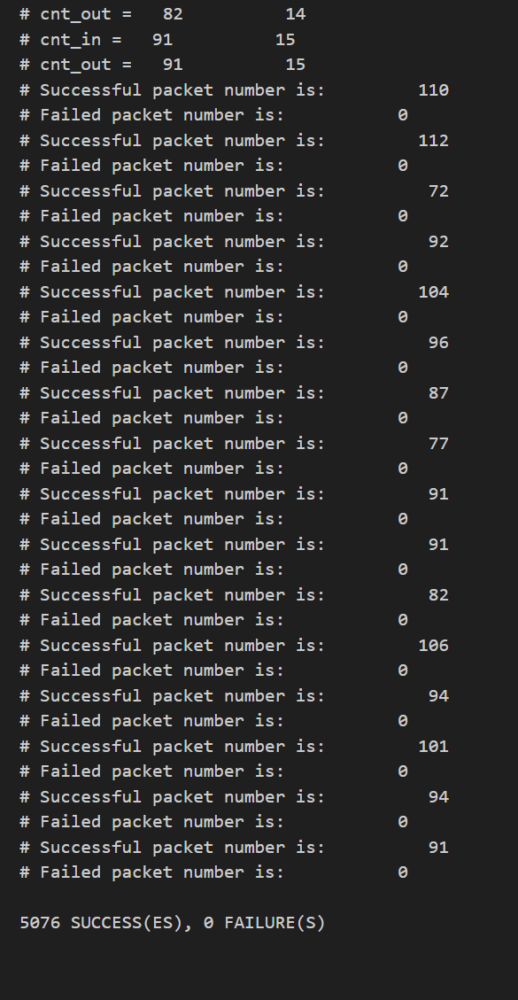 # cnt_out =   82          14
# cnt_in =   91          15
# cnt_out =   91          15
# Successful packet number is:         110
# Failed packet number is:           0
# Successful packet number is:         112
# Failed packet number is:           0
# Successful packet number is:          72
# Failed packet number is:           0
# Successful packet number is:          92
# Failed packet number is:           0
# Successful packet number is:         104
# Failed packet number is:           0
# Successful packet number is:          96
# Failed packet number is:           0
# Successful packet number is:          87
# Failed packet number is:           0
# Successful packet number is:          77
# Failed packet number is:           0
# Successful packet number is:          91
# Failed packet number is:           0
# Successful packet number is:          91
# Failed packet number is:           0
# Successful packet number is:          82
# Failed packet number is:           0
# Successful packet number is:         106
# Failed packet number is:           0
# Successful packet number is:          94
# Failed packet number is:           0
# Successful packet number is:         101
# Failed packet number is:           0
# Successful packet number is:          94
# Failed packet number is:           0
# Successful packet number is:          91
# Failed packet number is:           0
5076 SUCCESS(ES), 0 FAILURE(S)